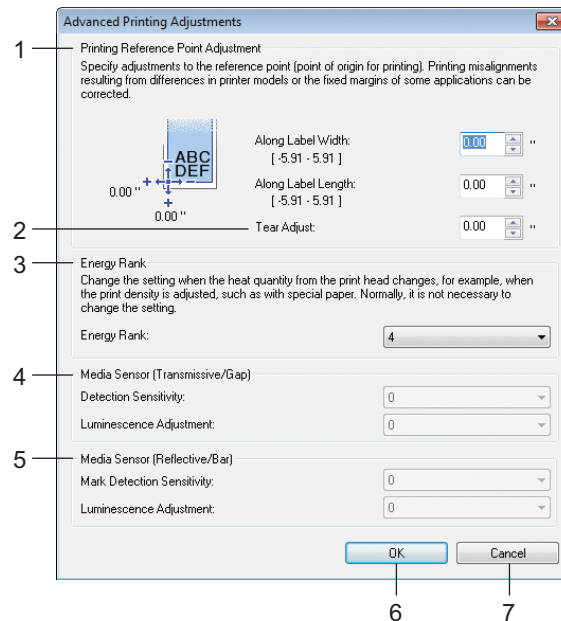 Advanced Printing Adjustments
1
Printing Reference Point Adjustment
Specify adjustments to the reference point (point of origin for printing). Printing misalignments
resulting from differences in printer models or the fixed margins of some applications can be
corrected.
ABC
DEF
0.00 "
0.00 "
Along Label Width:
[ -5.91 - 5.91 ]
0.00 "
Along Label Length:
[ -5.91 - 5.91 ]
0.00 "
2
Tear Adjust:
0.00 "
3
Energy Rank
Change the setting when the heat quantity from the print head changes, for example, when
the print density is adjusted, such as with special paper. Normally, it is not necessary to
change the setting.
Energy Rank:
4
4
Media Sensor (Transmissive/Gap)
Detection Sensitivity:
0
Luminescence Adjustment:
0
5
Media Sensor (Reflective/Bar)
Mark Detection Sensitivity:
0
Luminescence Adjustment:
0
OK
Cancel
6
7